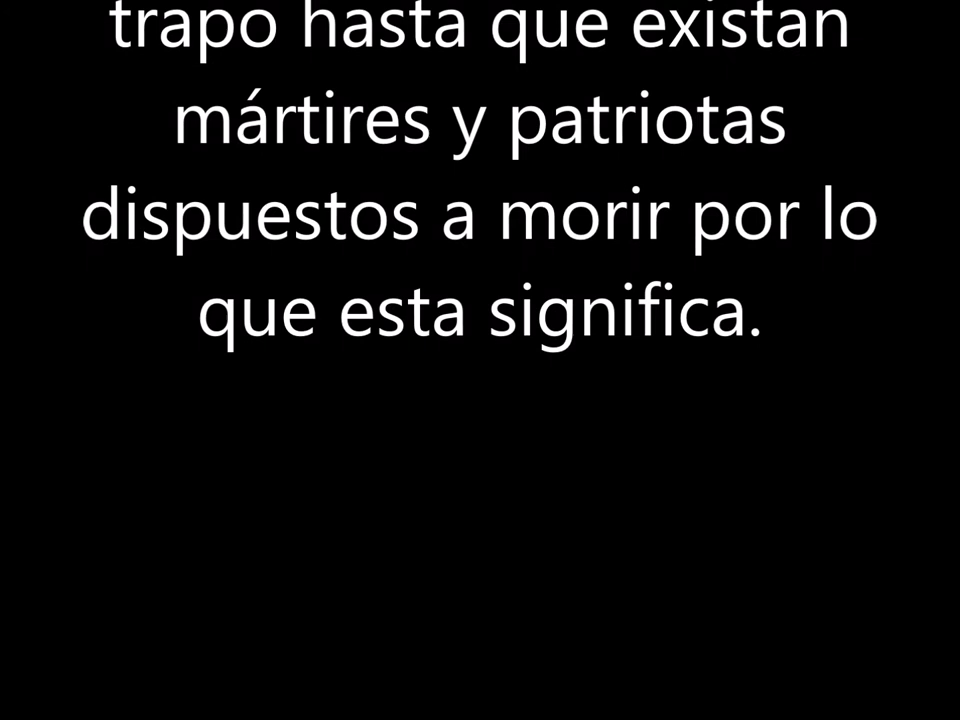 trapo hasta que existan
mártires y patriotas
dispuestos a morir por lo
que esta significa.